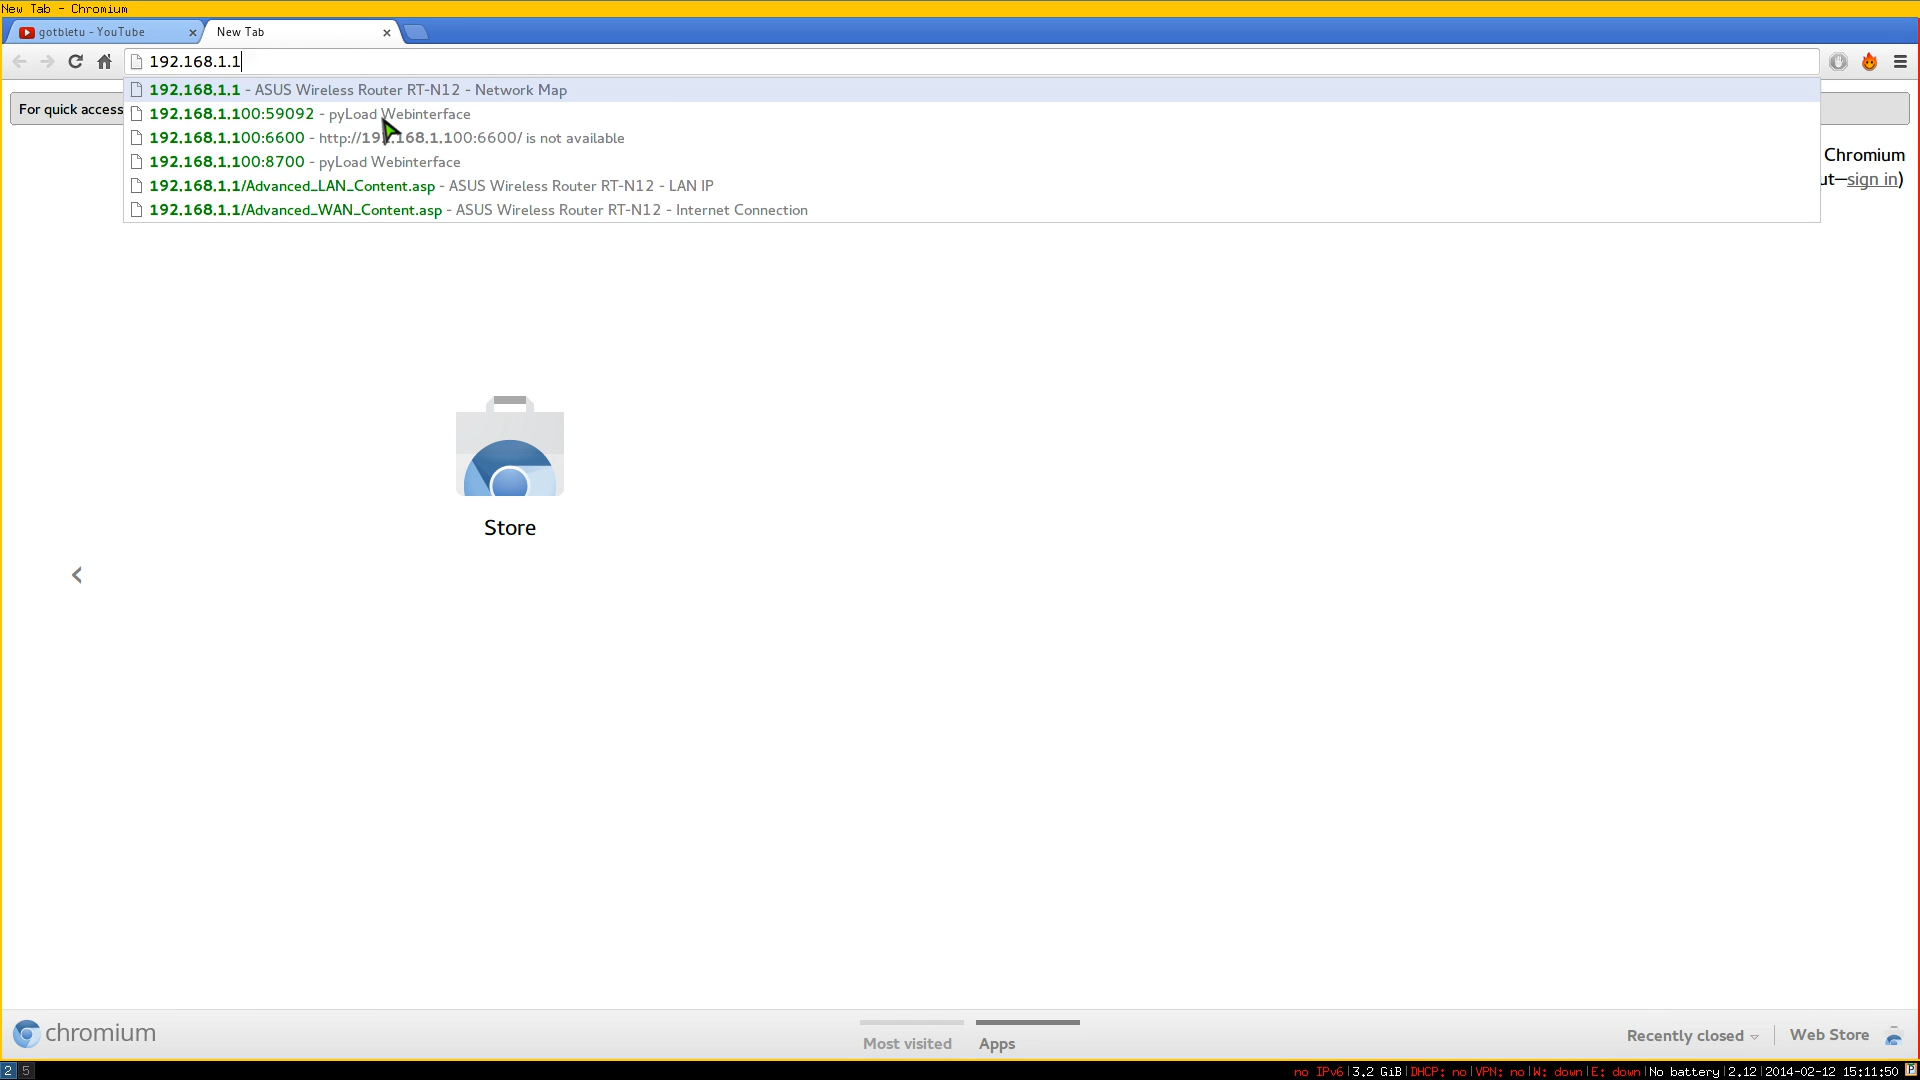 New Tab - Chromium
gotbletu - YouTube
New Tab
192.168.1.1
192.168.1.1 - ASUS Wireless Router RT-N12 - Network Map
192.168.1.100:59092 - pyLoad Webinterface
192.168.1.100:6600 - http://192.168.1.100:6600/ is not available
192.168.1.100:8700 - pyLoad Webinterface
192.168.1.1/Advanced_LAN_Content.asp - ASUS Wireless Router RT-N12 - LAN IP
192.168.1.1/Advanced_WAN_Content.asp - ASUS Wireless Router RT-N12 - Internet Connection
For quick access
Chromium
ut—sign in)
Store
chromium
Most visited
Apps
Recently closed
Web Store
2 5
no IPv6|3.2 GiB|DHCP: no|VPN: no|W: down|E: down|No battery|2.12|2014-02-12 15:11:50 P